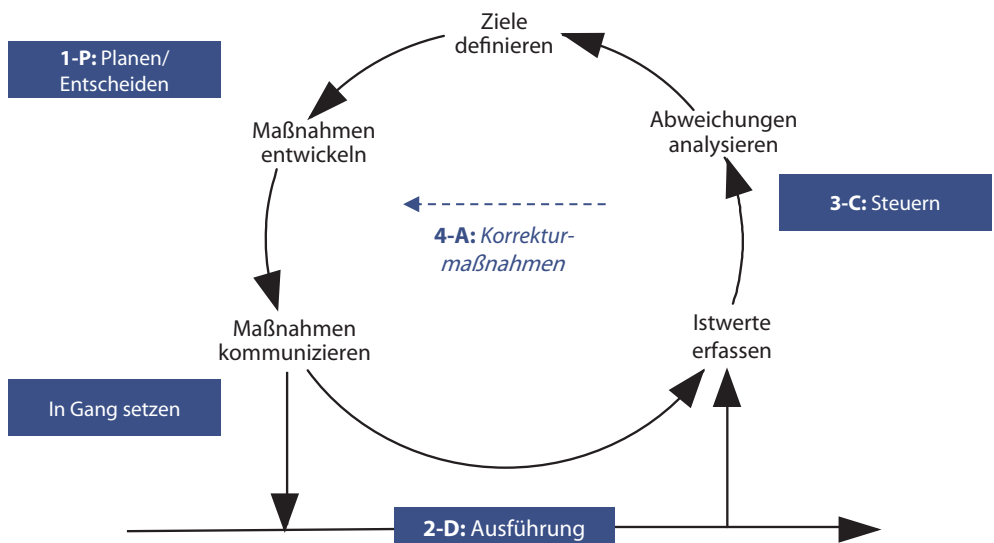 Ziele
definieren
1-P: Planen/
Entscheiden
Maßnahmen
entwickeln
Abweichungen
analysieren
3-C: Steuern
4-A: Korrektur-
maßnahmen
Maßnahmen
kommunizieren
Istwerte
erfassen
In Gang setzen
2-D: Ausführung